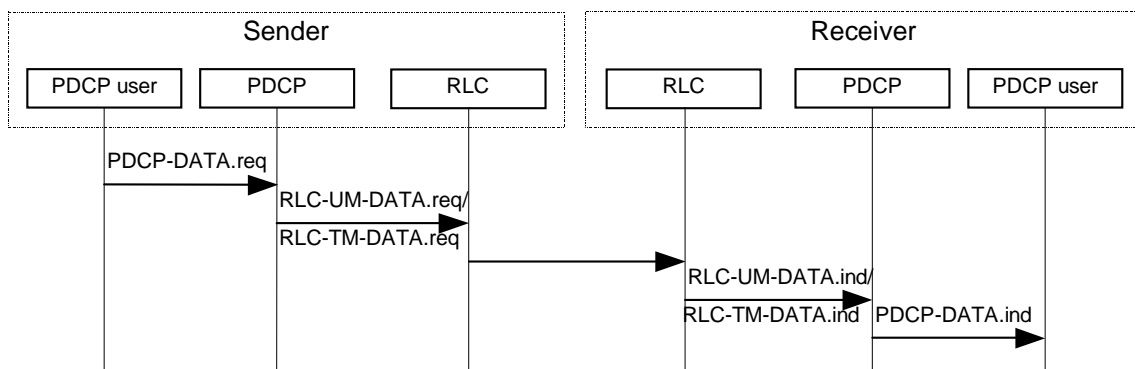 Sender
Receiver
PDCP user
PDCP
RLC
RLC
PDCP
PDCP user
PDCP-DATA.req
RLC-UM-DATA.req/
RLC-TM-DATA.req
RLC-UM-DATA.ind/
RLC-TM-DATA.ind
PDCP-DATA.ind